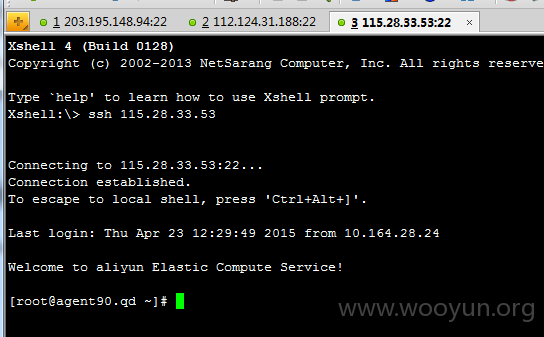 1 203.195.148.94:22
2 112.124.31.188:22
3 115.28.33.53:22
Xshell 4 (Build 0128)
Copyright (c) 2002-2013 NetSarang Computer, Inc. All rights reserve
Type `help' to learn how to use Xshell prompt.
Xshell:\> ssh 115.28.33.53
Connecting to 115.28.33.53:22...
Connection established.
To escape to local shell, press 'Ctrl+Alt+]'.
Last login: Thu Apr 23 12:29:49 2015 from 10.164.28.24
Welcome to aliyun Elastic Compute Service!
[root@agent90.qd ~]#
www.wooyun.org